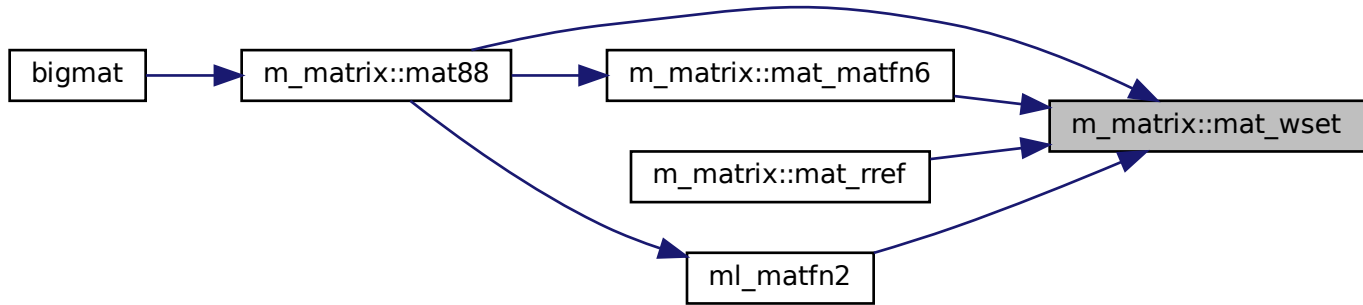 bigmat
m_matrix::mat88
m_matrix::mat_matfn6
m_matrix::mat_wset
m_matrix::mat_rref
ml_matfn2